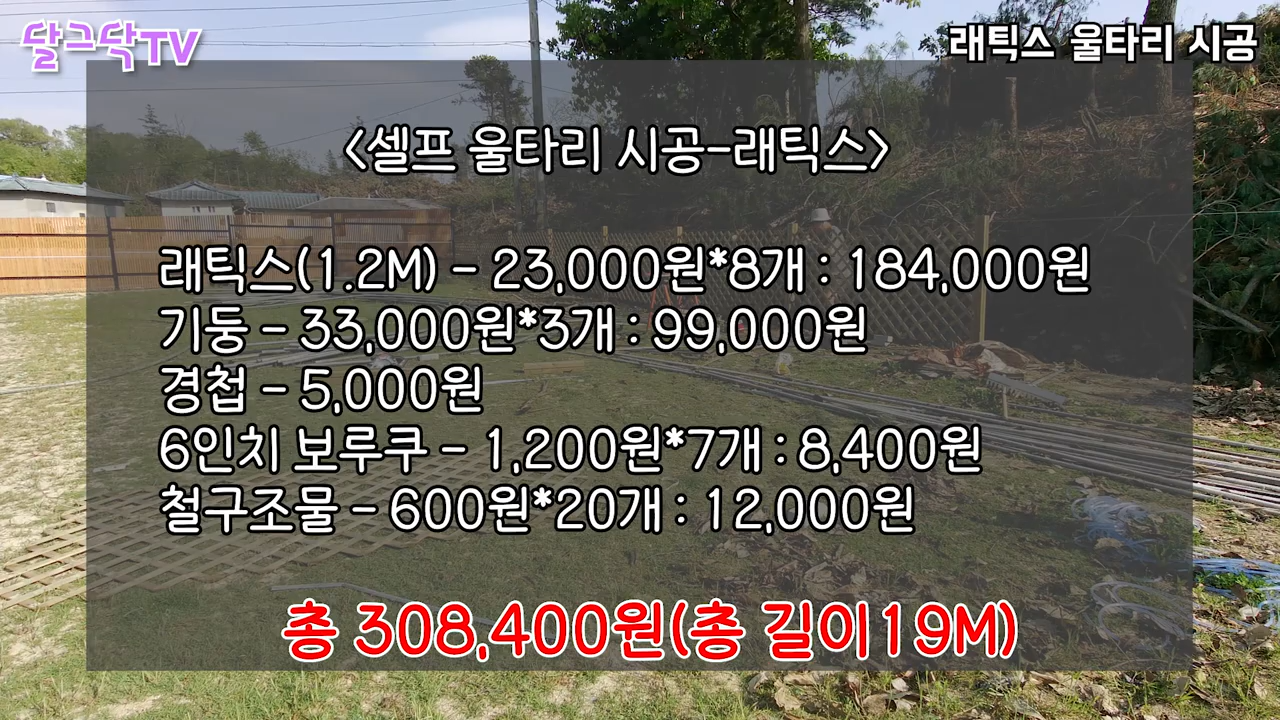 달그닥TV
래틱스 울타리 시공
<셀프 울타리 시공-래틱스>
래틱스(1.2M) - 23,000원*8개 : 184,000원
기둥 - 33,000원*3개 : 99,000원
경첩 - 5,000원
6인치 보루쿠 - 1,200원*7개 : 8,400원
철구조물 - 600원*20개 : 12,000원
총 308,400원(총 길이19M)